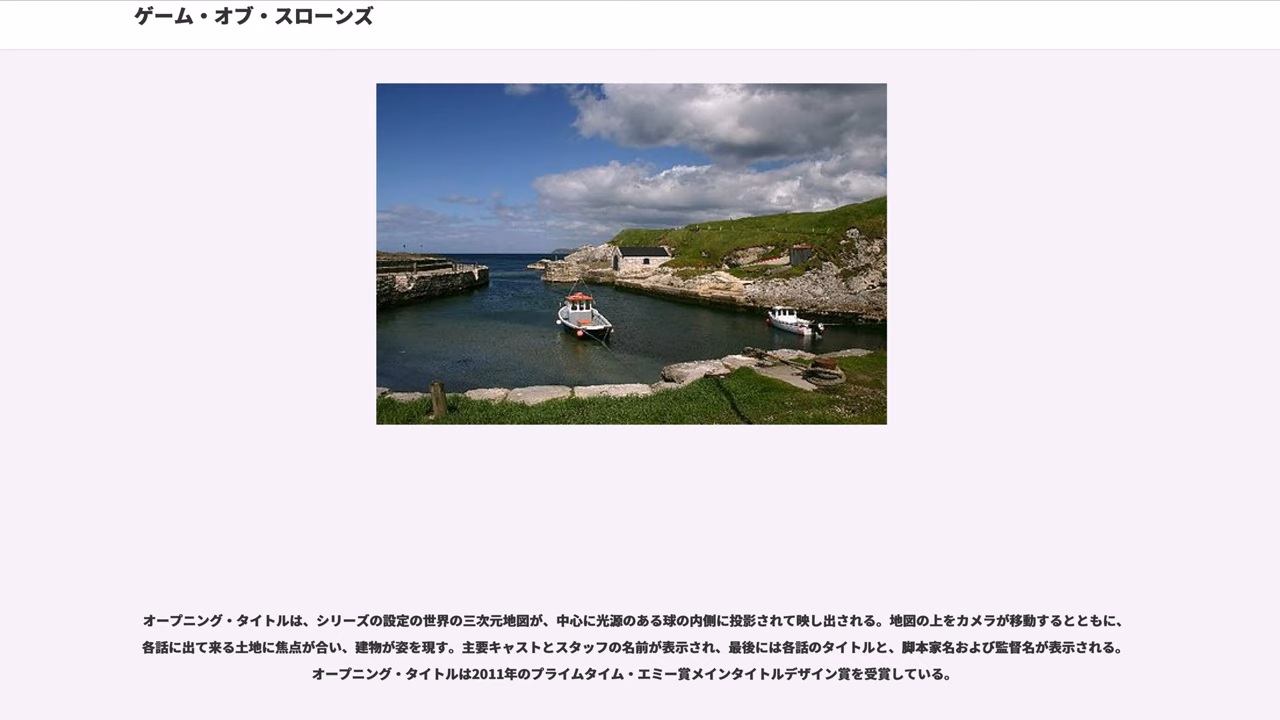 ゲーム・オブ・スローンズ
オープニング・タイトルは、シリーズの設定の世界の三次元地図が、中心に光源のある球の内側に投影されて映し出される。地図の上をカメラが移動するとともに、
各話に出て来る土地に焦点が合い、建物が姿を現す。主要キャストとスタッフの名前が表示され、最後には各話のタイトルと、脚本家名および監督名が表示される。
オープニング・タイトルは2011年のプライムタイム・エミー賞メインタイトルデザイン賞を受賞している。